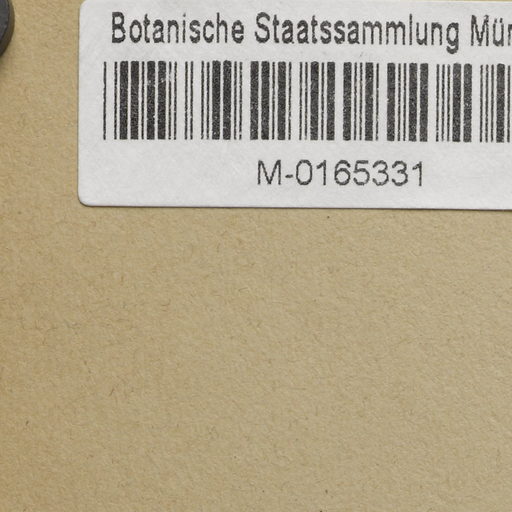 Botanische Staatssammlung Mün
M-0165331